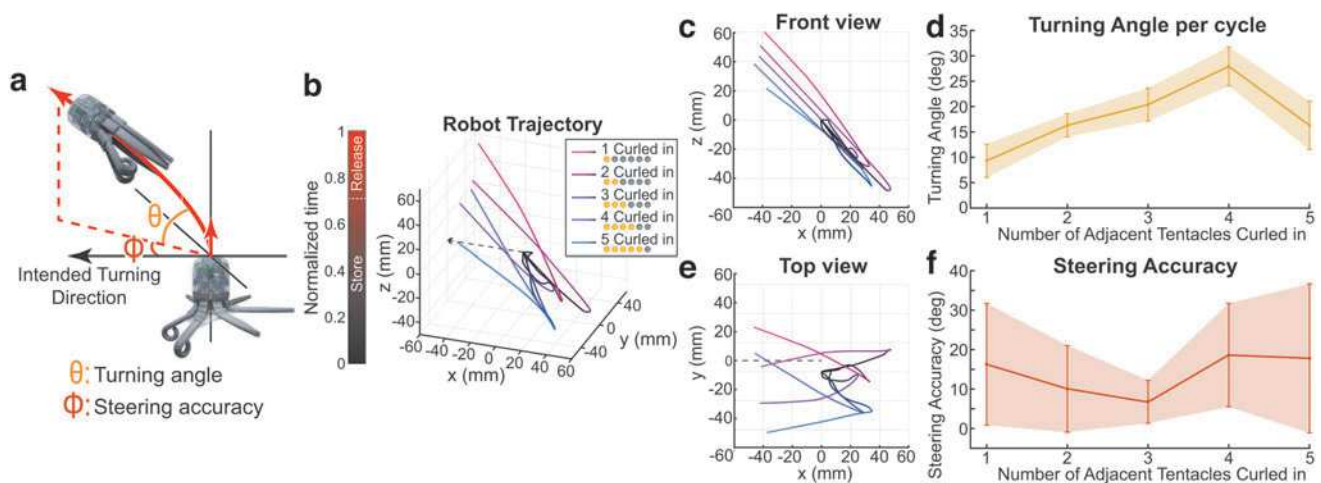 a
θ
Φ
Intended Turning
Direction
θ: Turning angle
Φ: Steering accuracy
b
Normalized time
1
0.8
0.6
0.4
0.2
0
Release
Store
Robot Trajectory
1 Curled in
2 Curled in
3 Curled in
4 Curled in
5 Curled in
z (mm)
60
40
20
0
-20
-40
-60
-40
-20
0
20
40
60
x (mm)
-40
0
40
y (mm)
c
Front view
z (mm)
60
40
20
0
-20
-40
-60
-60
-40
-20
0
20
40
60
x (mm)
d
Turning Angle per cycle
Turning Angle (deg)
35
30
25
20
15
10
5
0
1
2
3
4
5
Number of Adjacent Tentacles Curled in
e
Top view
y (mm)
60
40
20
0
-20
-40
-60
-60
-40
-20
0
20
40
60
x (mm)
f
Steering Accuracy
Steering Accuracy (deg)
40
30
20
10
0
1
2
3
4
5
Number of Adjacent Tentacles Curled in